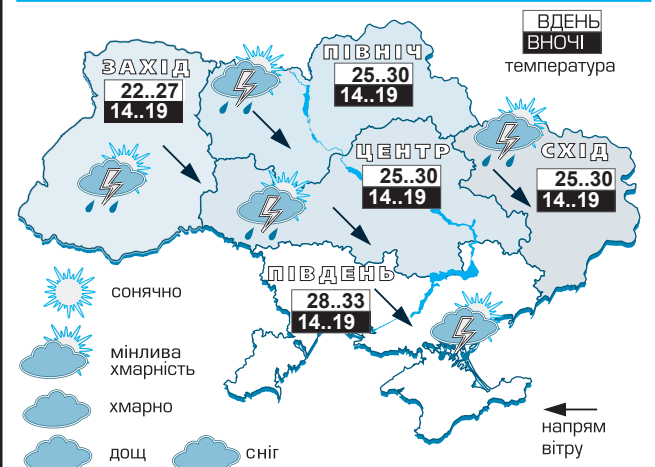 ВДЕНЬ
ВНОЧІ
температура
ПІВНІЧ
25..30
14..19
ЗАХІД
22..27
14..19
ЦЕНТР
25..30
14..19
СХІД
25..30
14..19
ПІВДЕНЬ
28..33
14..19
сонячно
мінлива
хмарність
хмарно
дощ
сніг
напрям
вітру